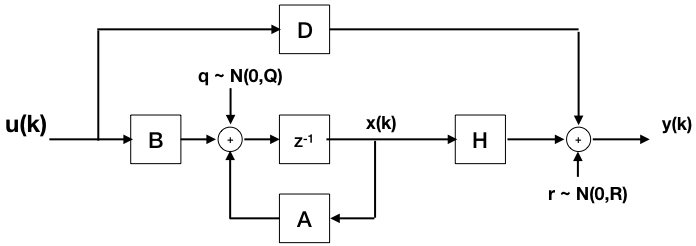 D
q ~ N(0,Q)
u(k)
B
+
z-1
x(k)
H
+
y(k)
A
r ~ N(0,R)